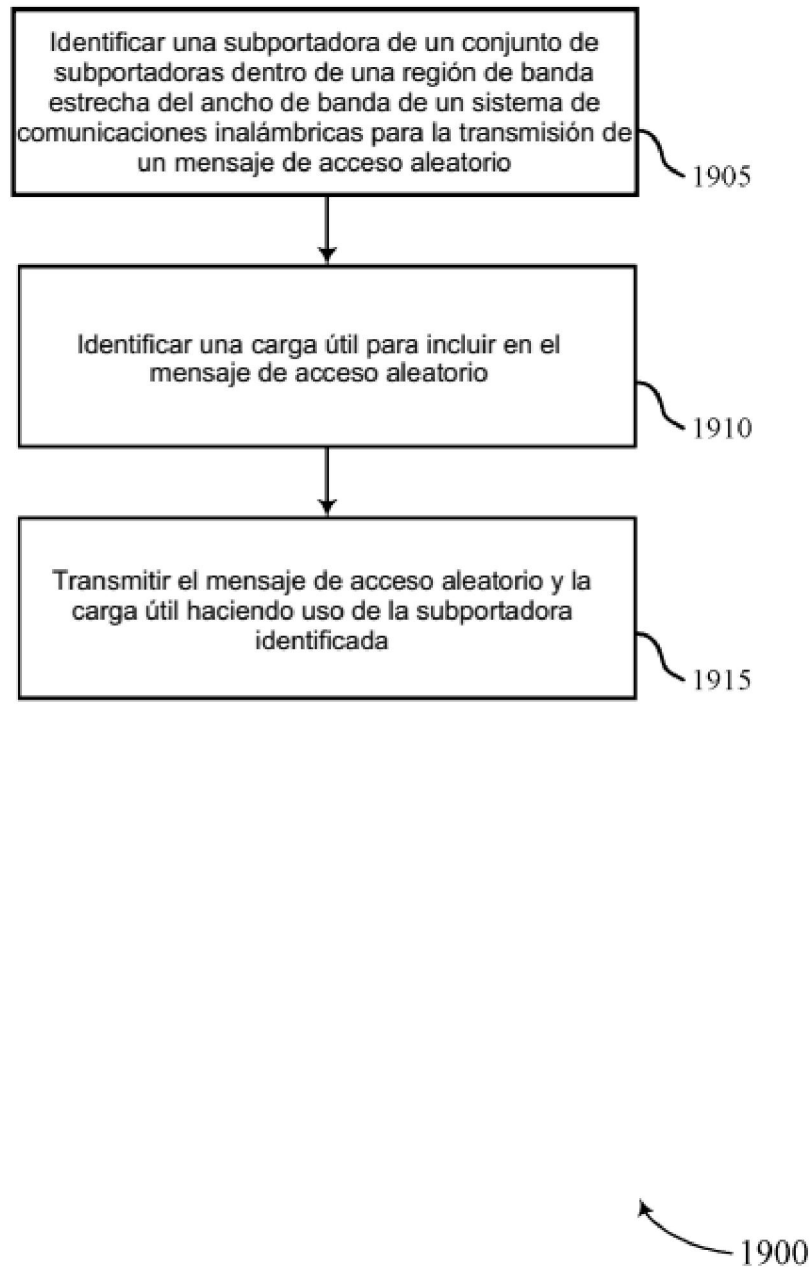 Identificar una subportadora de un conjunto de
subportadoras dentro de una región de banda
estrecha del ancho de banda de un sistema de
comunicaciones inalámbricas para la transmisión de
un mensaje de acceso aleatorio
1905
Identificar una carga útil para incluir en el
mensaje de acceso aleatorio
1910
Transmitir el mensaje de acceso aleatorio y la
carga útil haciendo uso de la subportadora
identificada
1915
1900